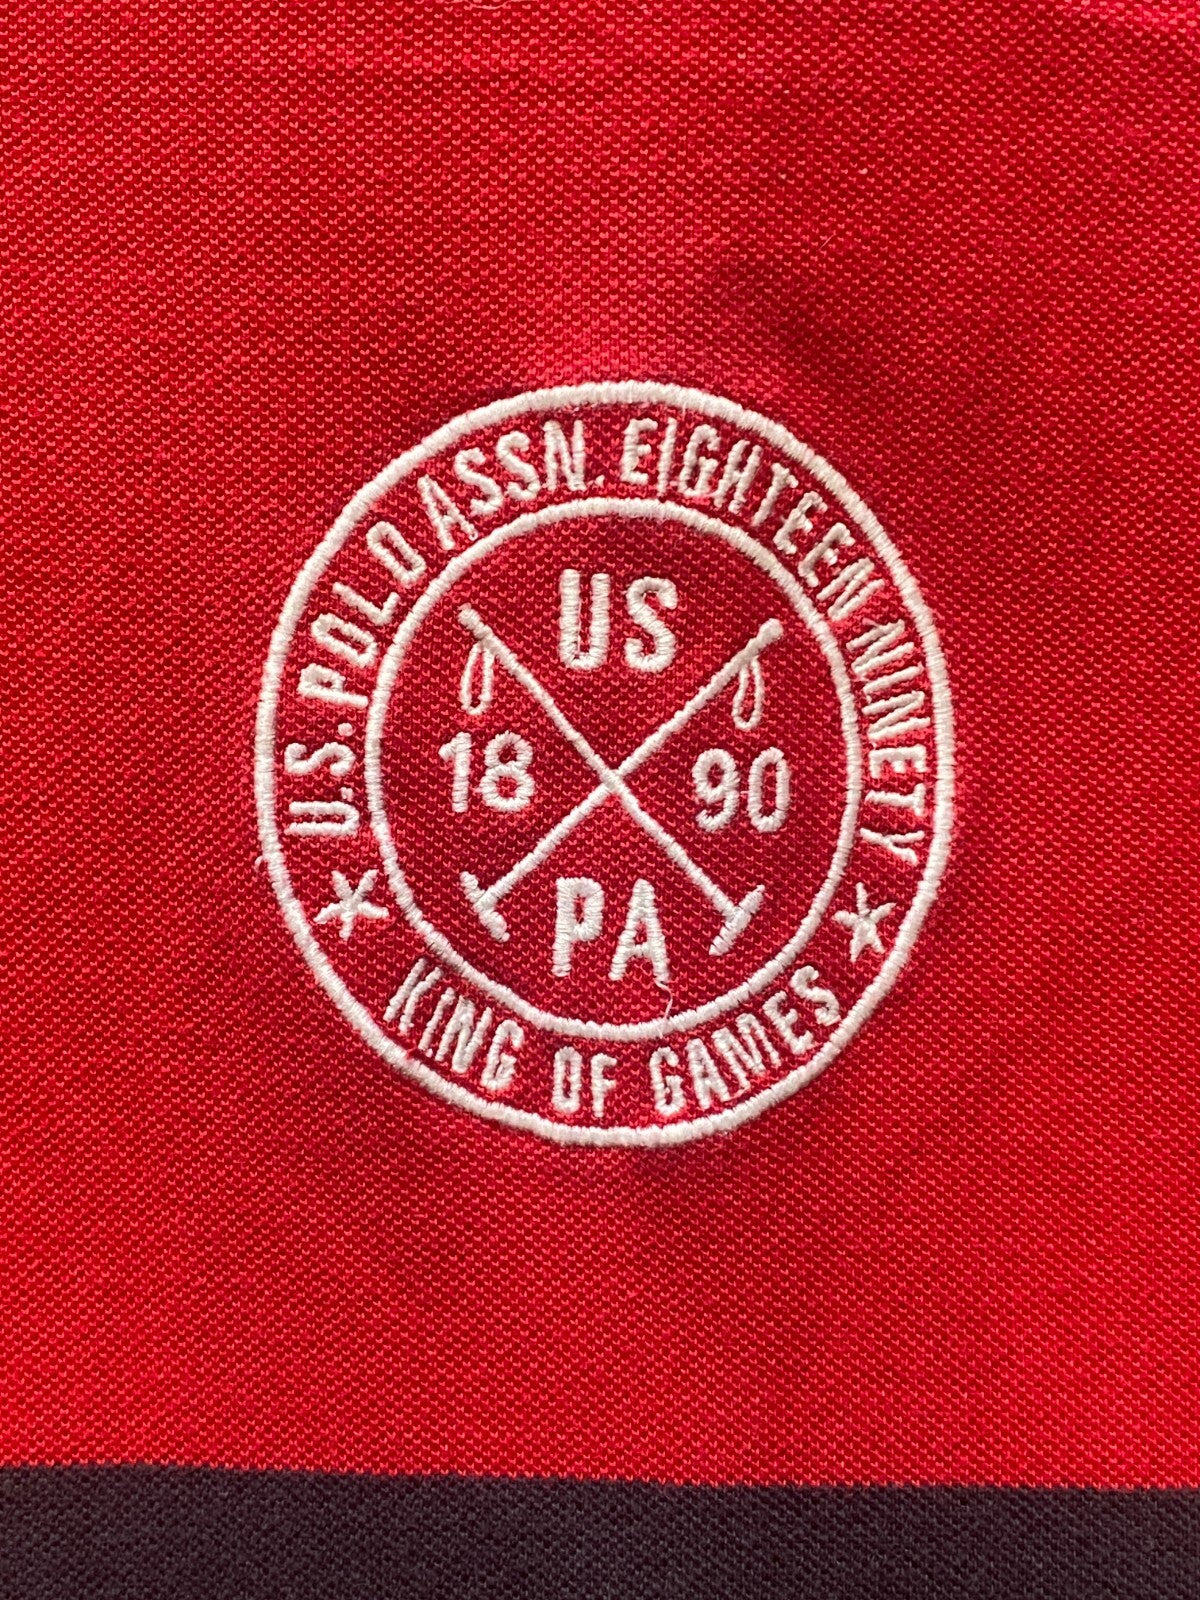 U.S. POLO ASSN. EIGHTEEN NINETY
US
18 90
PA
KING OF GAMES